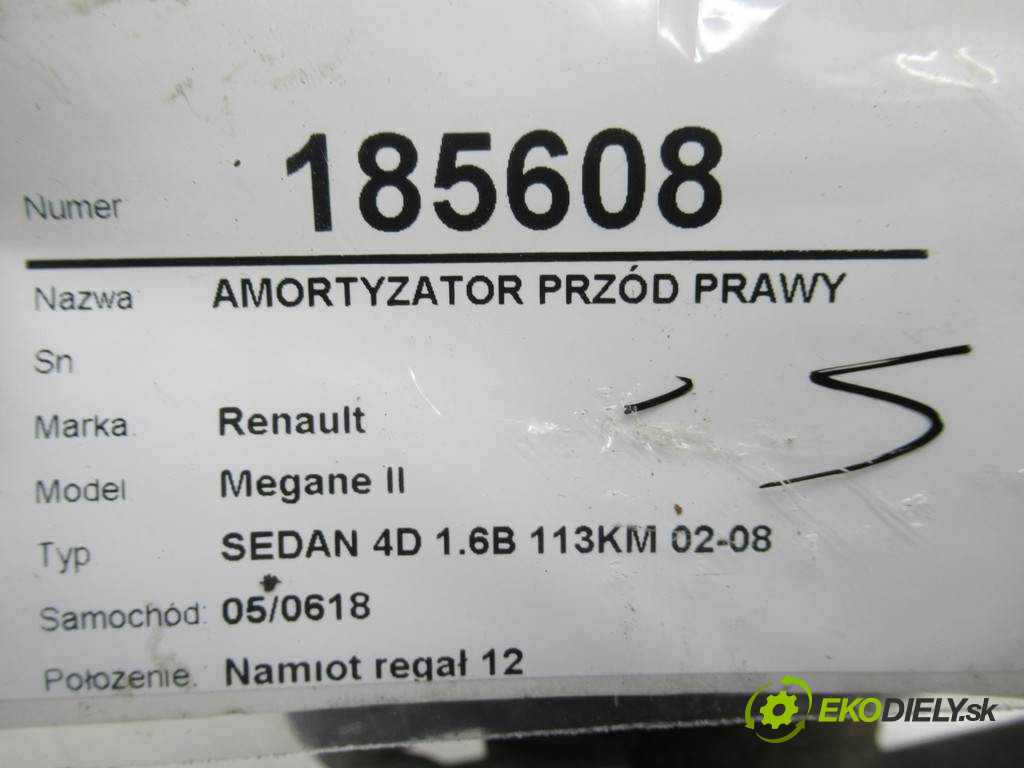 Numer 185608
Nazwa AMORTYZATOR PRZÓD PRAWY
Sn
Marka Renault
Model Megane II
Typ SEDAN 4D 1.6B 113KM 02-08
Samochód: 05/0618
Położenie. Namiot regał 12
EKODIELY.sk